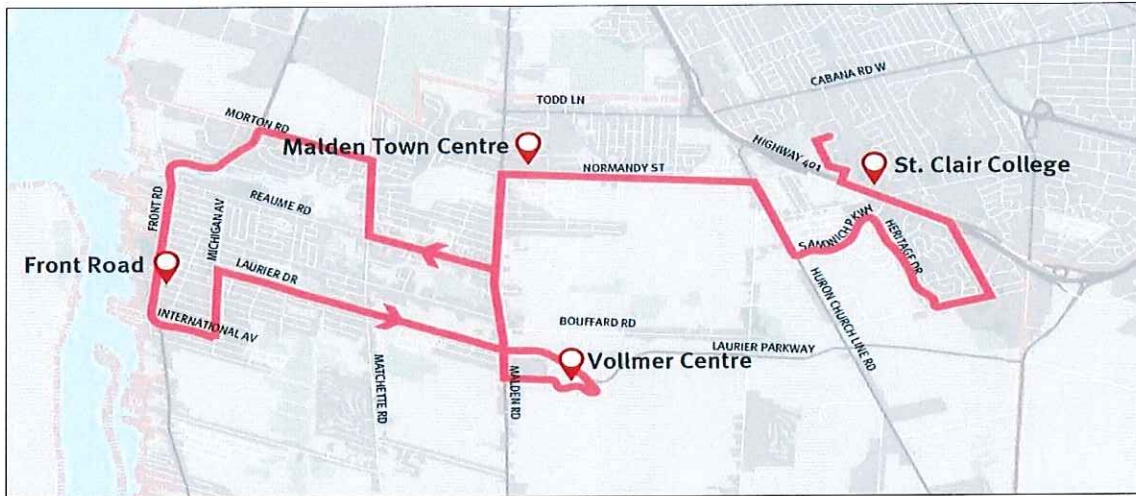 CABANA RD W
TODD LN
MORTON RD
Malden Town Centre
HIGHWAY 401
NORMANDY ST
St. Clair College
REAUME RD
MICHIGAN AV
FRONT RD
SANDWICH PKWY
HERITAGE DR
Front Road
LAURIER DR
INTERNATIONAL AV
BOUFFARD RD
HURON CHURCH LINE RD
LAURIER PARKWAY
Vollmer Centre
MATCHETTE RD
MALDEN RD